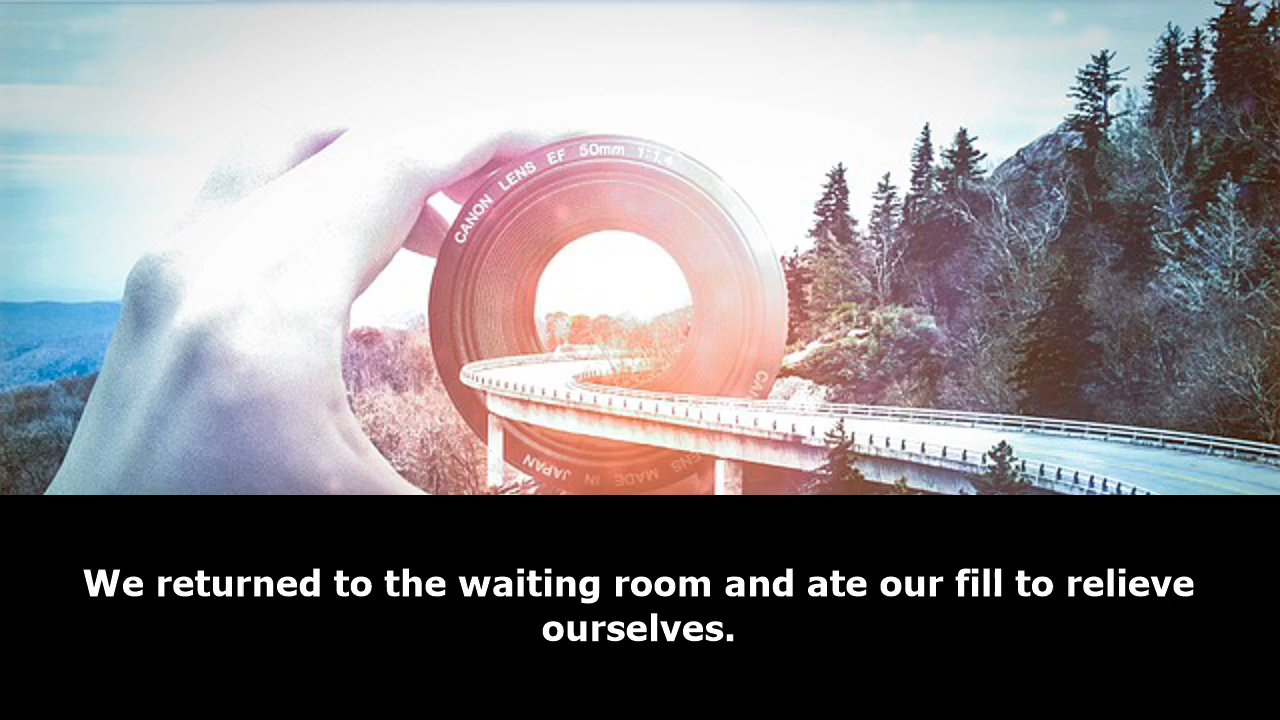 CANON LENS EF 50mm 1:1.4
CA
MADE IN JAPAN
We returned to the waiting room and ate our fill to relieve
ourselves.